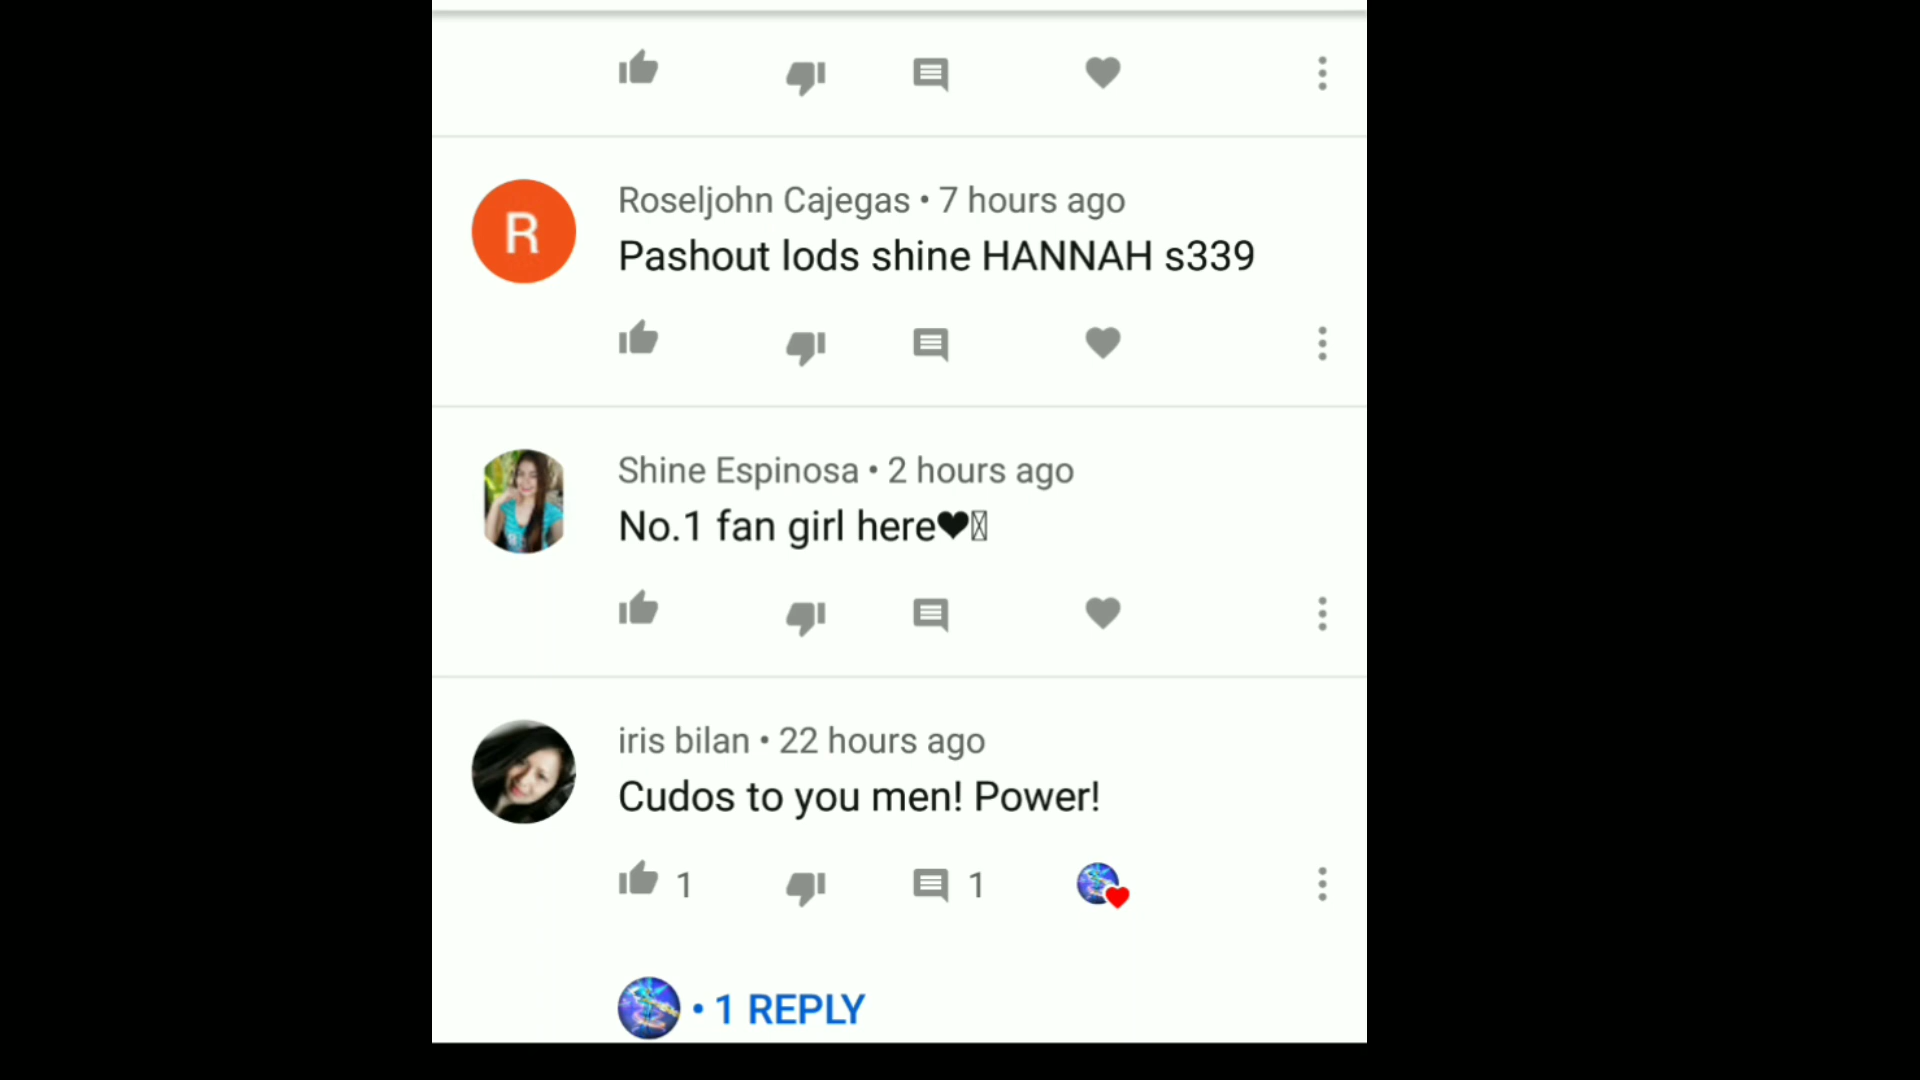 R
Roseljohn Cajegas • 7 hours ago
Pashout lods shine HANNAH s339
Shine Espinosa • 2 hours ago
No.1 fan girl here❤
iris bilan • 22 hours ago
Cudos to you men! Power!
1 1
• 1 REPLY